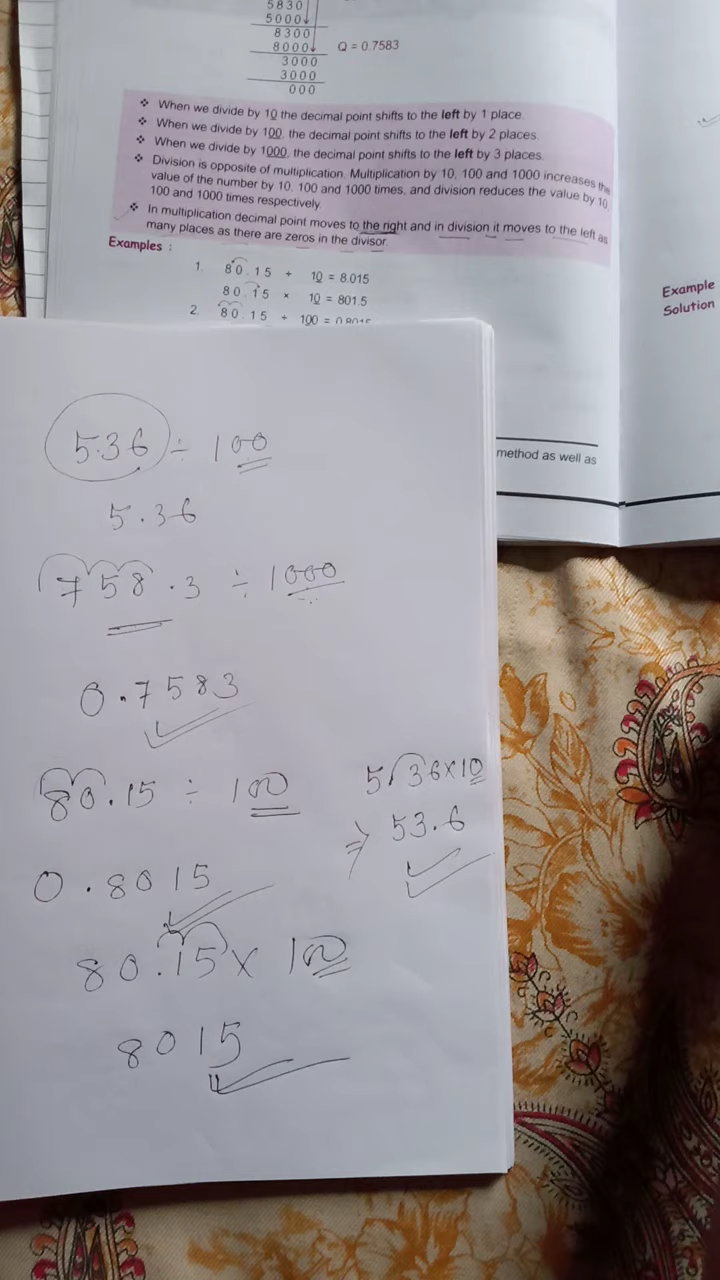 5830
5000↓
8300
8000↓
Q = 0.7583
3000
3000
000
❖ When we divide by 10 the decimal point shifts to the left by 1 place.
❖ When we divide by 100, the decimal point shifts to the left by 2 places.
❖ When we divide by 1000, the decimal point shifts to the left by 3 places.
❖ Division is opposite of multiplication. Multiplication by 10, 100 and 1000 increases the
value of the number by 10, 100 and 1000 times, and division reduces the value by 10,
100 and 1000 times respectively.
❖ In multiplication decimal point moves to the right and in division it moves to the left as
many places as there are zeros in the divisor.
Examples :
1. 80.15 ÷ 10 = 8.015
80.15 × 10 = 801.5
2. 80.15 ÷ 100 = 0.8015
Example
Solution
method as well as
536 ÷ 100
5.36
758.3 ÷ 1000
0.7583
80.15 ÷ 100
0.8015
5.36×10
⇒ 53.6
80.15 × 100
8015